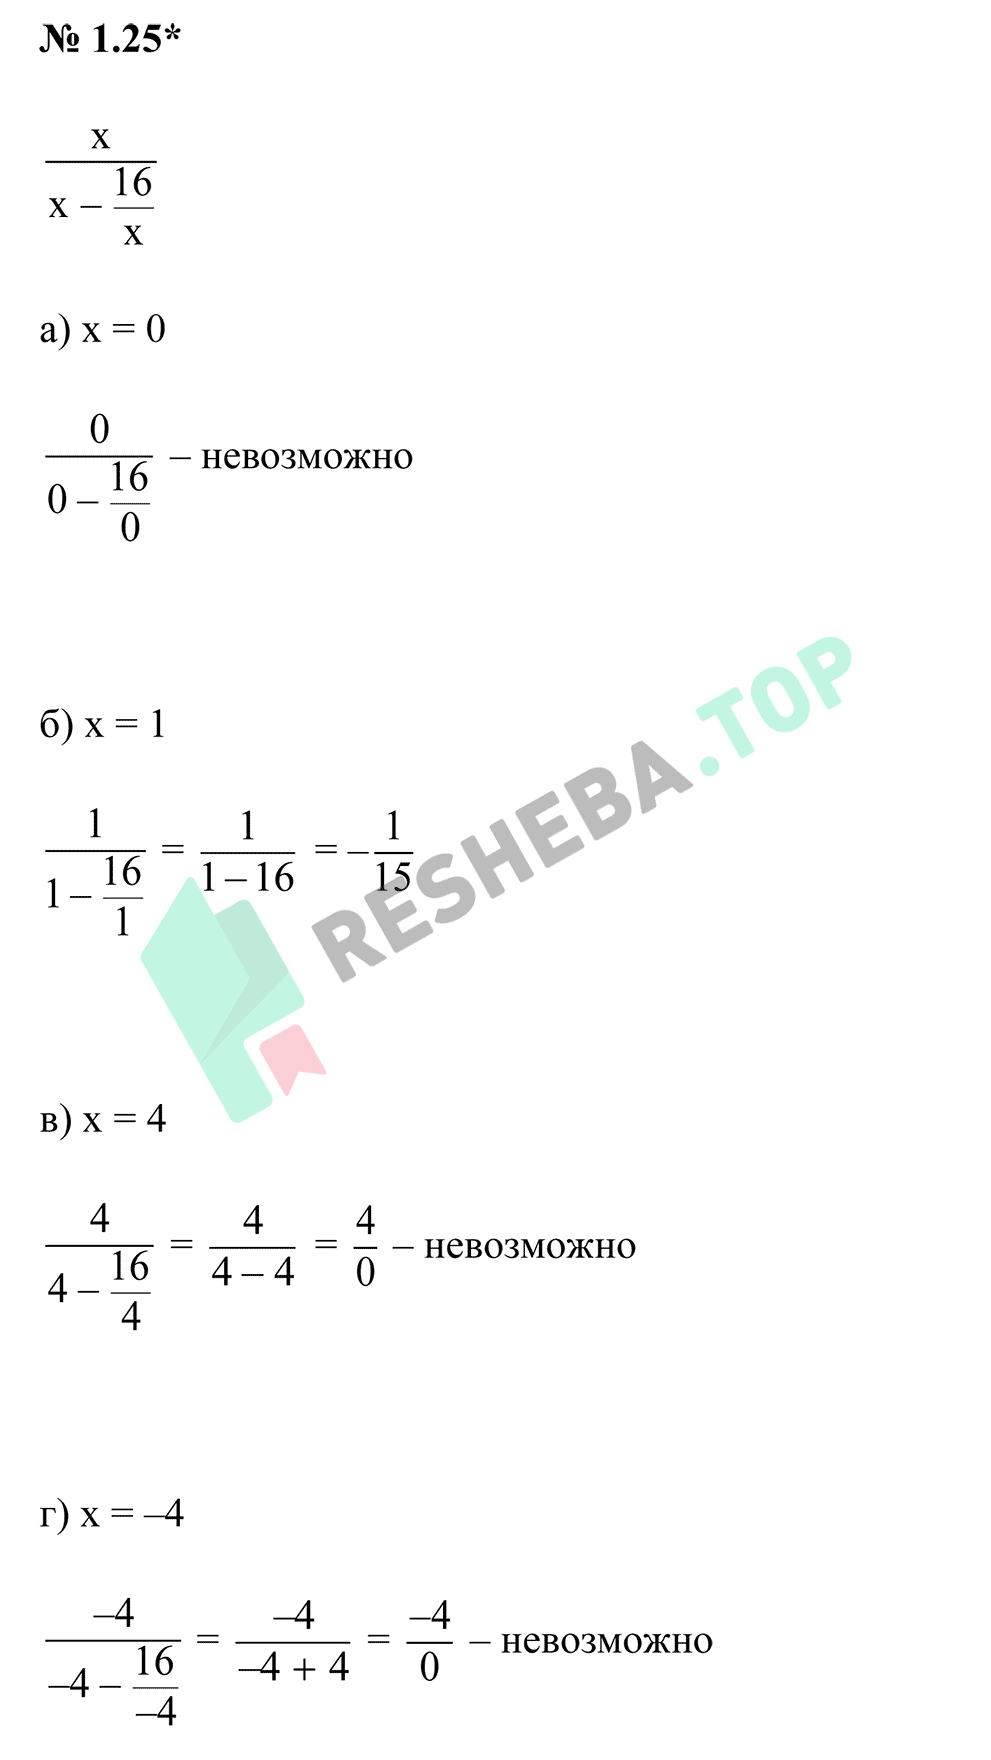 № 1.25*
x / (x – 16/x)
а) x = 0
0 / (0 – 16/0) – невозможно
б) x = 1
1 / (1 – 16/1) = 1 / (1 – 16) = – 1/15
в) x = 4
4 / (4 – 16/4) = 4 / (4 – 4) = 4/0 – невозможно
г) x = –4
–4 / (–4 – 16/–4) = –4 / (–4 + 4) = –4/0 – невозможно
RESHEBA.TOP